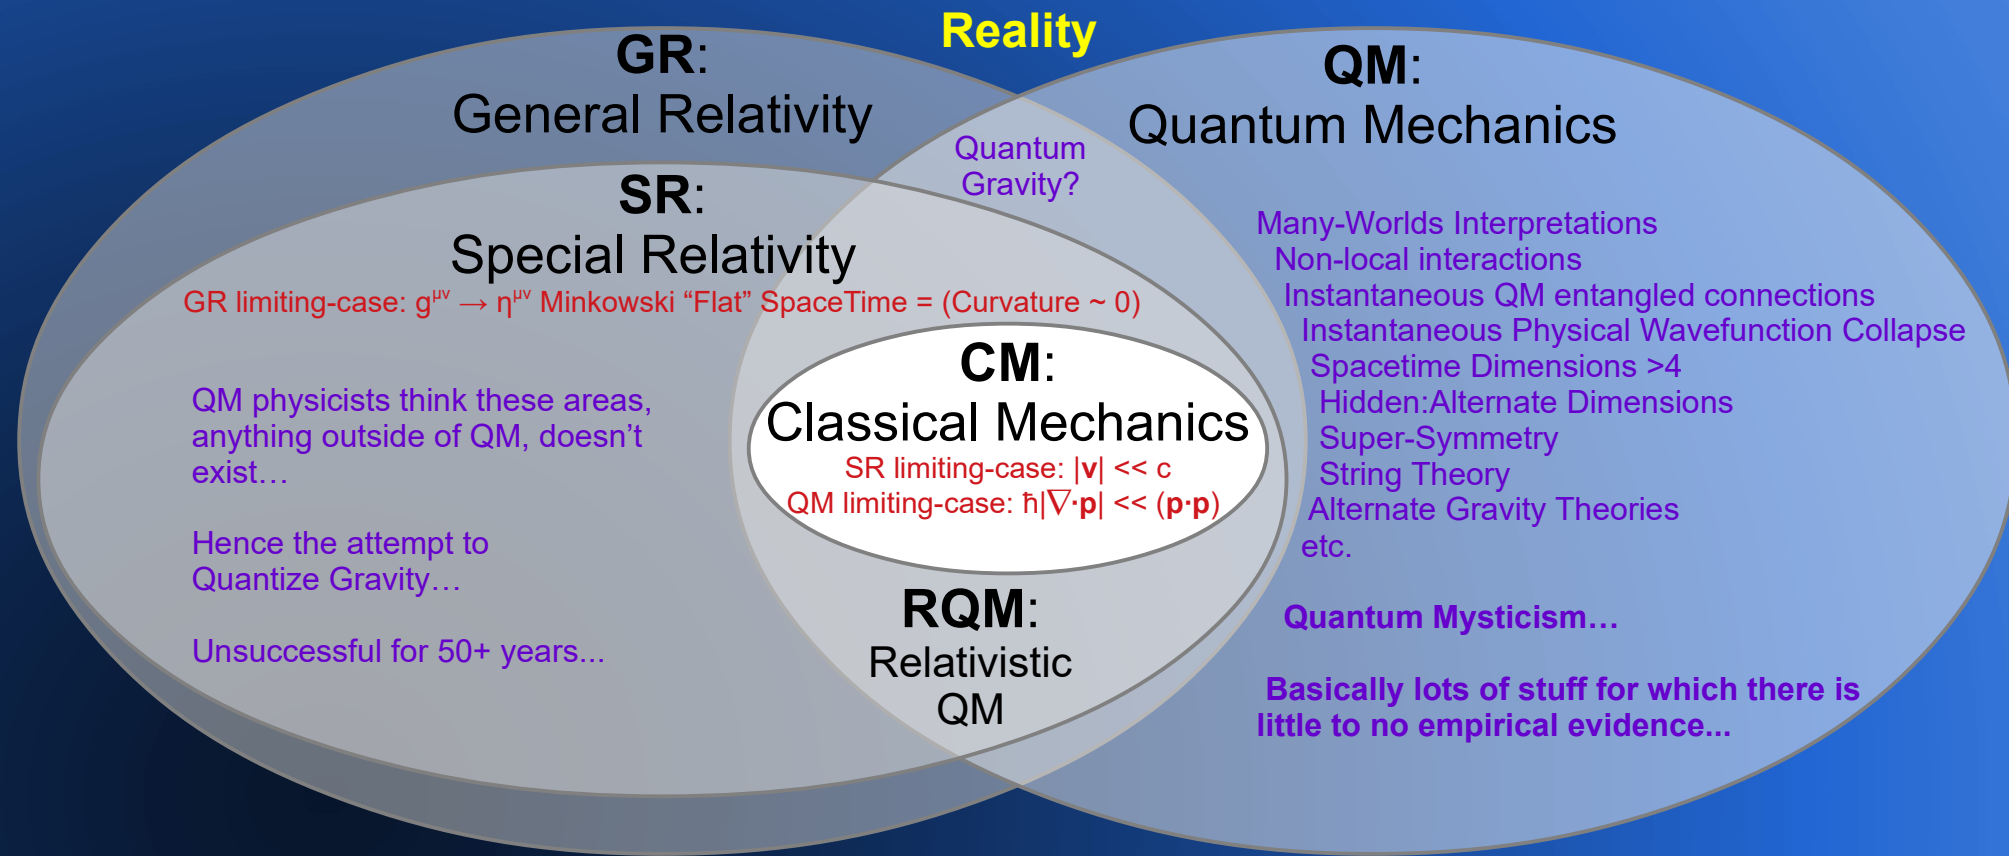 Reality
GR:
General Relativity
QM:
Quantum Mechanics
Quantum
Gravity?
SR:
Special Relativity
GR limiting-case: g^μν → η^μν Minkowski “Flat” SpaceTime = (Curvature ~ 0)
QM physicists think these areas,
anything outside of QM, doesn’t
exist…
Hence the attempt to
Quantize Gravity…
Unsuccessful for 50+ years...
CM:
Classical Mechanics
SR limiting-case: |v| << c
QM limiting-case: ħ|∇·p| << (p·p)
RQM:
Relativistic
QM
Many-Worlds Interpretations
Non-local interactions
Instantaneous QM entangled connections
Instantaneous Physical Wavefunction Collapse
Spacetime Dimensions >4
Hidden:Alternate Dimensions
Super-Symmetry
String Theory
Alternate Gravity Theories
etc.
Quantum Mysticism…
Basically lots of stuff for which there is
little to no empirical evidence...